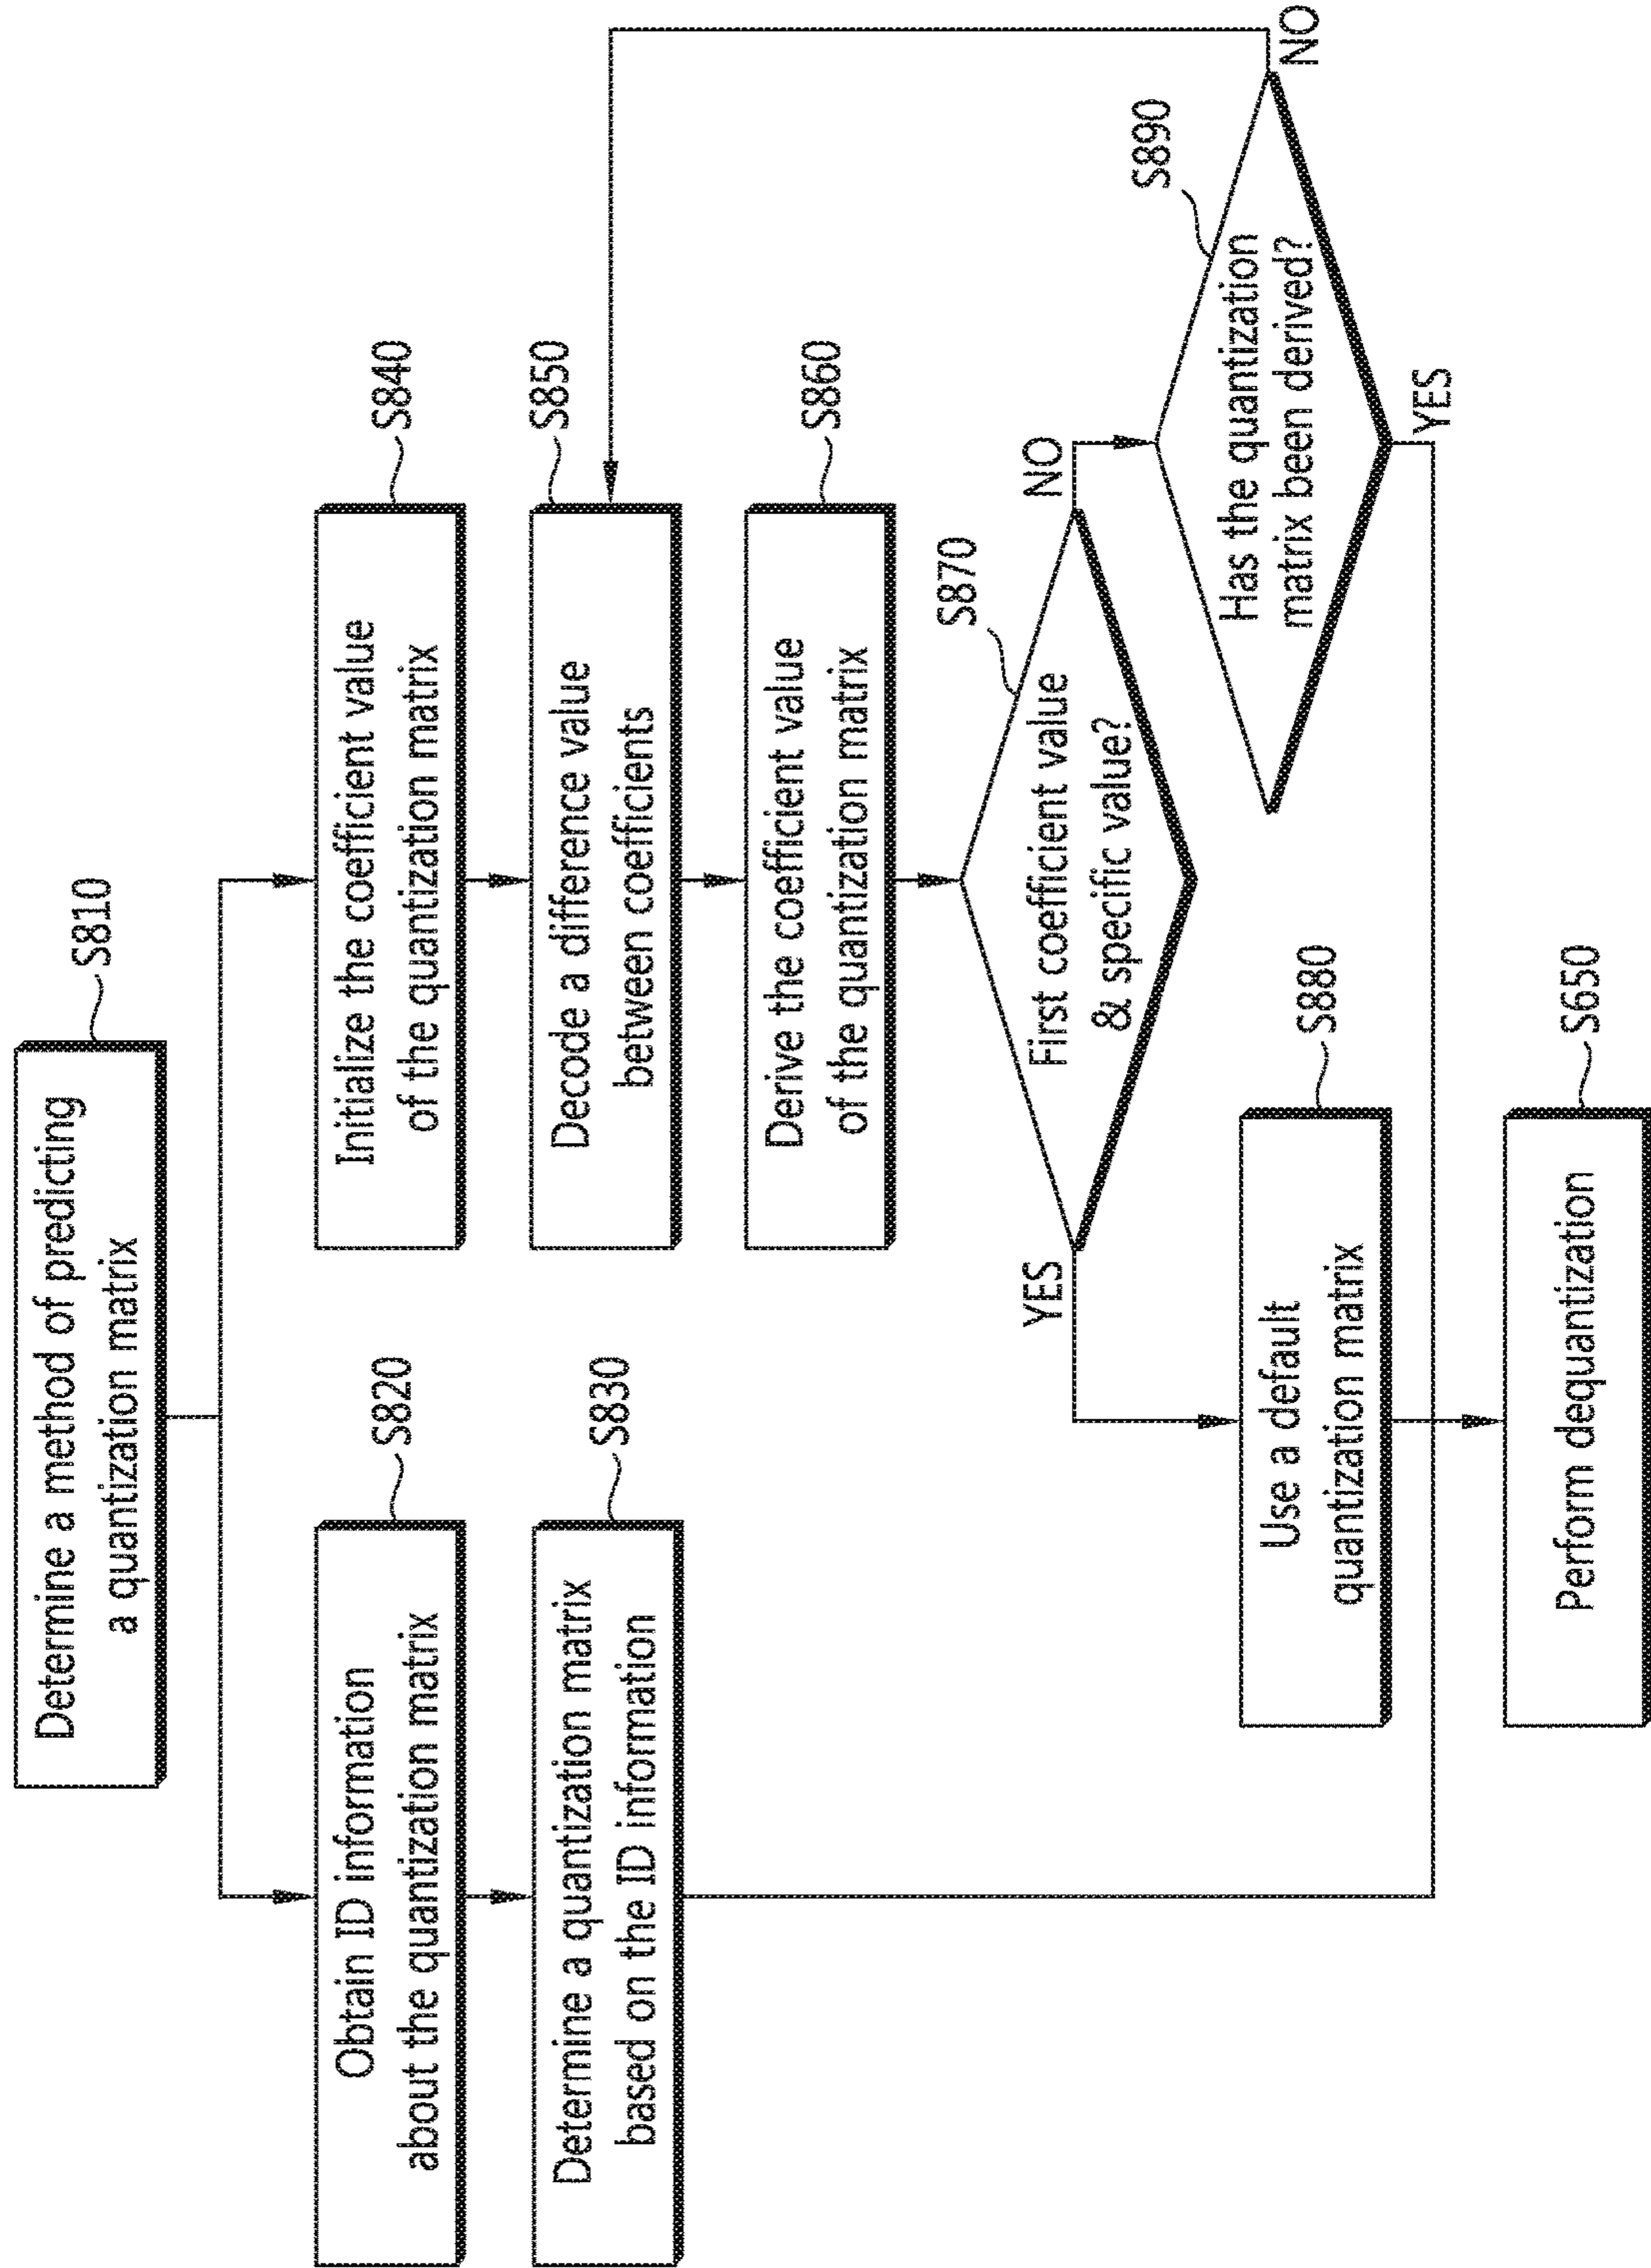 Determine a method of predicting
a quantization matrix
S810
Obtain ID information
about the quantization matrix
S820
Determine a quantization matrix
based on the ID information
S830
Initialize the coefficient value
of the quantization matrix
S840
Decode a difference value
between coefficients
S850
Derive the coefficient value
of the quantization matrix
S860
First coefficient value
& specific value?
S870
YES
NO
Use a default
quantization matrix
S880
Has the quantization
matrix been derived?
S890
NO
YES
Perform dequantization
S650